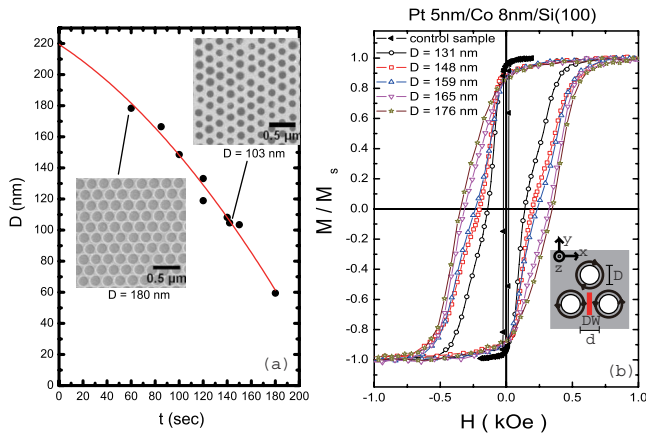 0 20 40 60 80 100 120 140 160 180 200
0
20
40
60
80
100
120
140
160
180
200
220
230
D (nm)
t (sec)
0.5 µm
D = 103 nm
0.5 µm
D = 180 nm
(a)
Pt 5nm/Co 8nm/Si(100)
control sample
D = 131 nm
D = 148 nm
D = 159 nm
D = 165 nm
D = 176 nm
1.0
0.8
0.6
0.4
0.2
0.0
-0.2
-0.4
-0.6
-0.8
-1.0
M / M s
y
x
z
D
DW
d
(b)
-1.0 -0.5 0.0 0.5 1.0
H ( kOe )